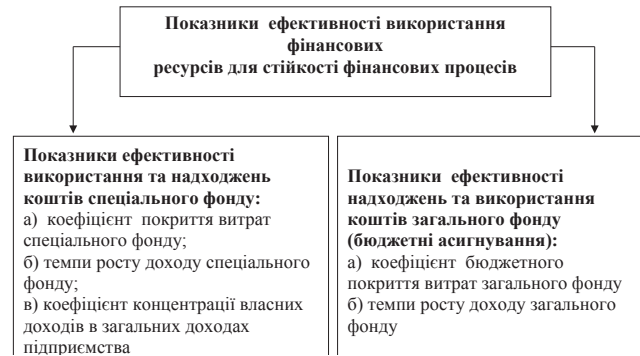 Показники ефективності використання
фінансових
ресурсів для стійкості фінансових процесів
Показники ефективності
використання та надходжень
коштів спеціального фонду:
а) коефіцієнт покриття витрат
спеціального фонду;
б) темпи росту доходу спеціального
фонду;
в) коефіцієнт концентрації власних
доходів в загальних доходах
підприємства
Показники ефективності
надходжень та використання
коштів загального фонду
(бюджетні асигнування):
а) коефіцієнт бюджетного
покриття витрат загального фонду
б) темпи росту доходу загального
фонду